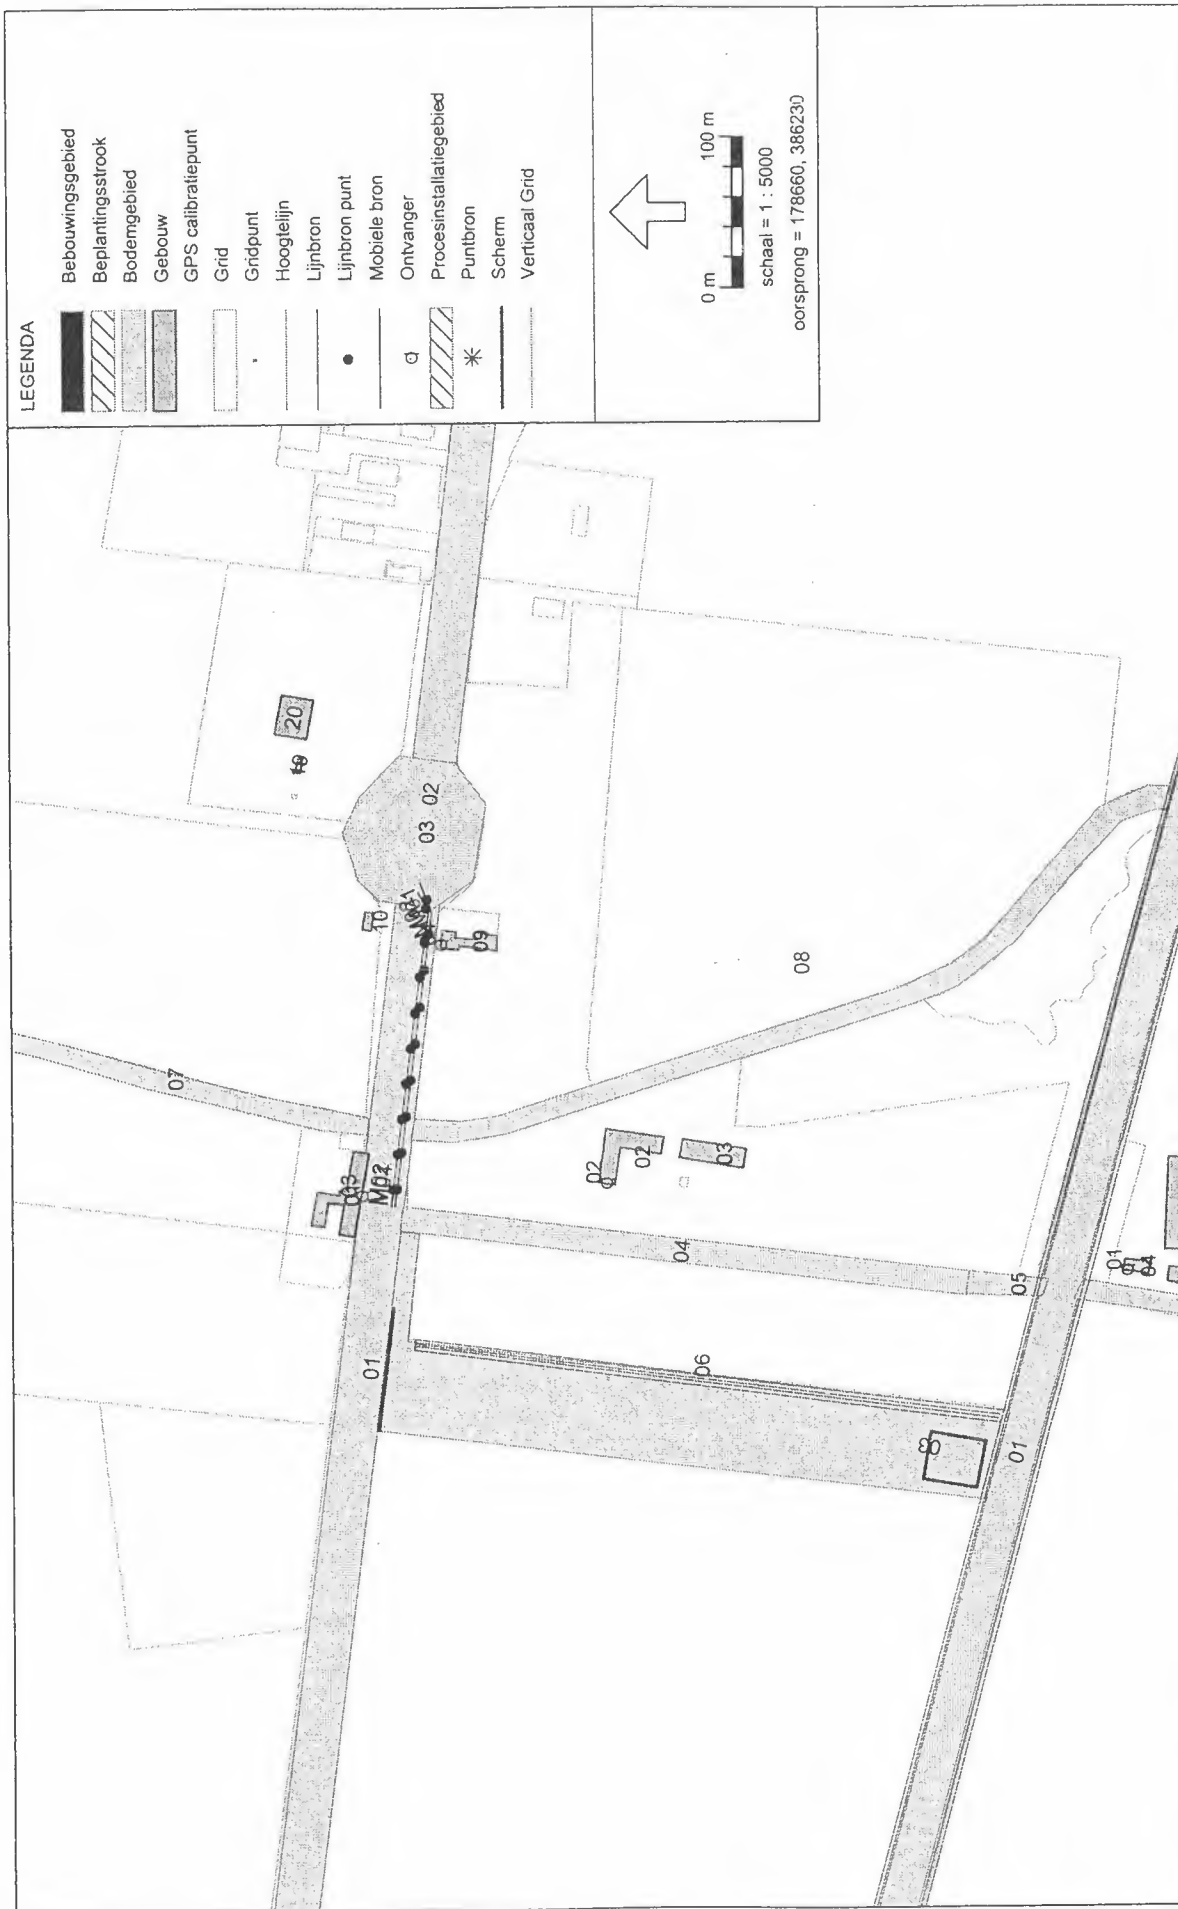 LEGENDA
Bebouwingsgebied
Beplantingsstrook
Bodemgebied
Gebouw
GPS calibratiepunt
Grid
Gridpunt
Hoogtelijn
Lijnbron
Lijnbron punt
Mobiele bron
Ontvanger
Procesinstallatiegebied
Puntbron
Scherm
Verticaal Grid
0 m 100 m
schaal = 1 : 5000
oorsprong = 178660, 386230
20
02
03
10
09
07
08
02
02
03
04
05
01
04
01
06
01